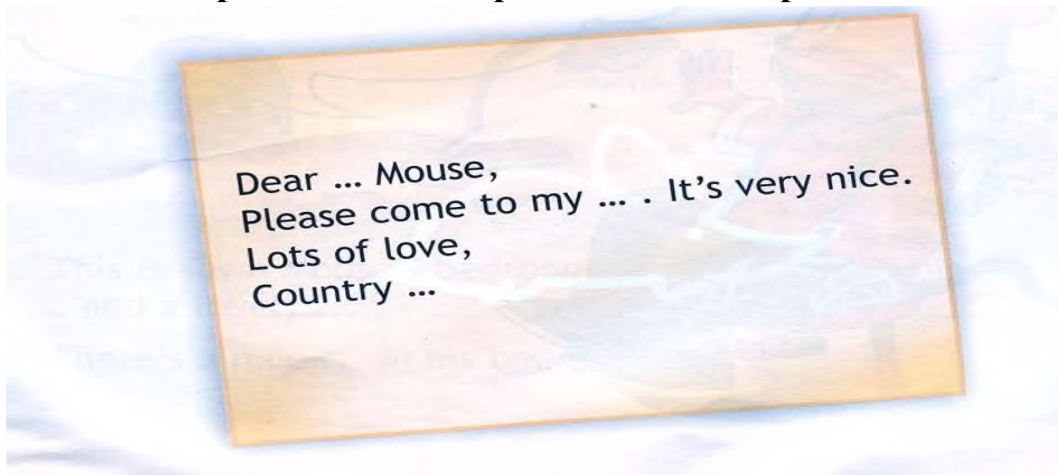 Dear ... Mouse,
Please come to my ... . It's very nice.
Lots of love,
Country ...